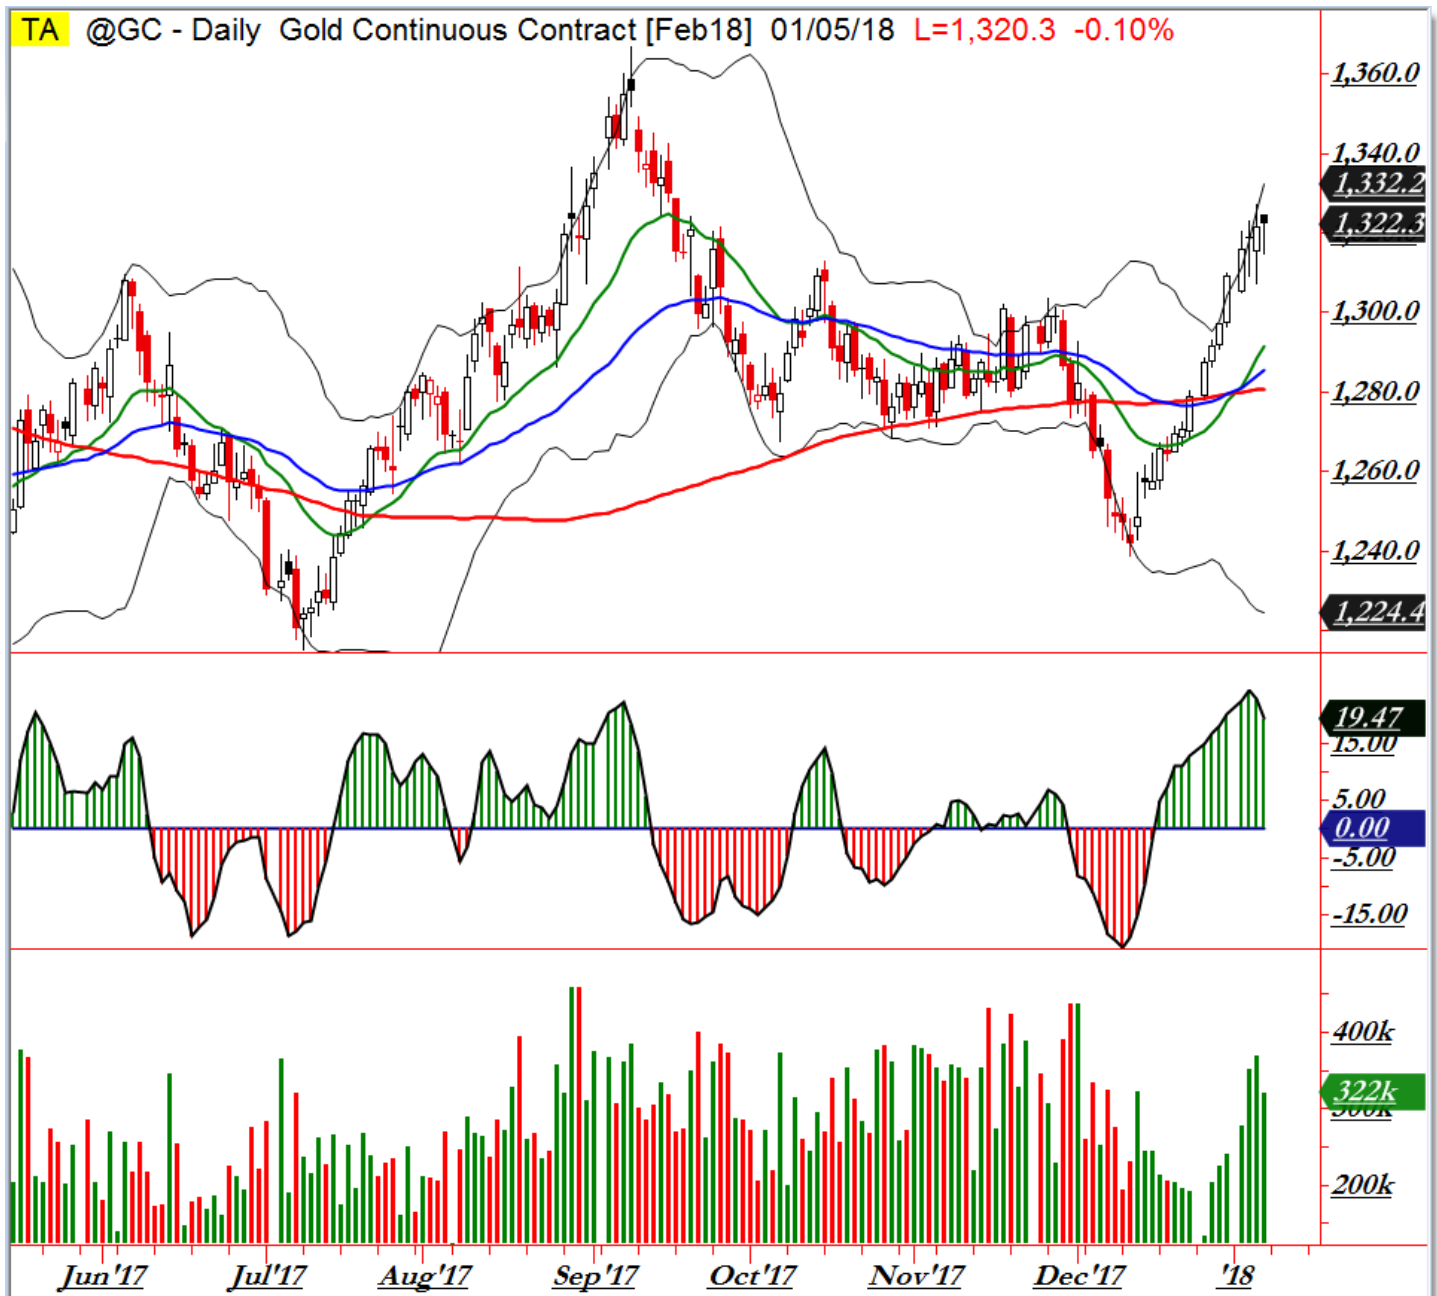 TA @GC - Daily Gold Continuous Contract [Feb18] 01/05/18 L=1,320.3 -0.10%
1,360.0
1,340.0
1,332.2
1,322.3
1,300.0
1,280.0
1,260.0
1,240.0
1,224.4
19.47
15.00
5.00
0.00
-5.00
-15.00
400k
322k
300k
200k
Jun'17 Jul'17 Aug'17 Sep'17 Oct'17 Nov'17 Dec'17 '18